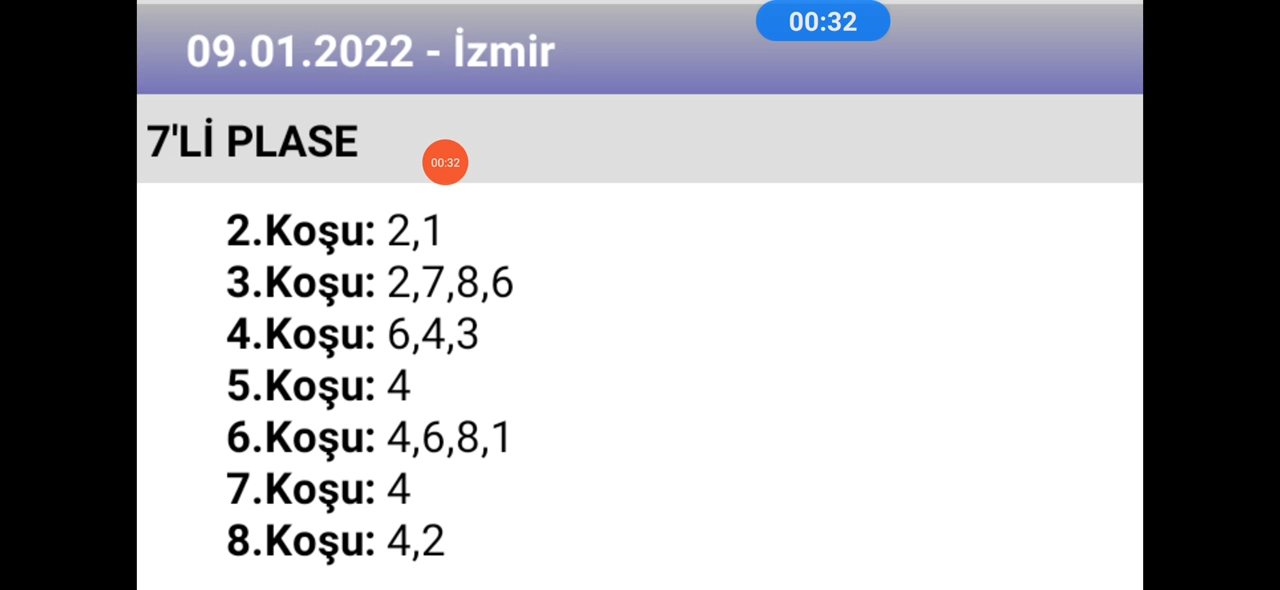 00:32
09.01.2022 - İzmir
7'Lİ PLASE
00:32
2.Koşu: 2,1
3.Koşu: 2,7,8,6
4.Koşu: 6,4,3
5.Koşu: 4
6.Koşu: 4,6,8,1
7.Koşu: 4
8.Koşu: 4,2